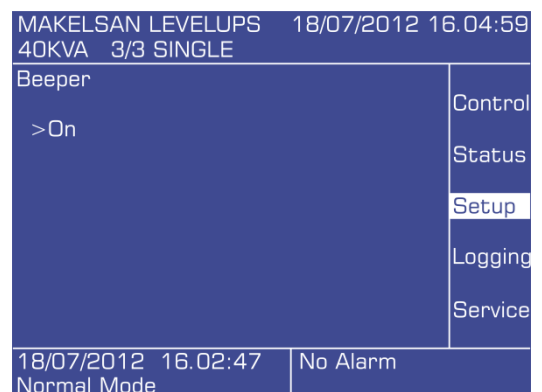 MAKELSAN LEVELUPS 18/07/2012 16.04:59
40KVA 3/3 SINGLE
Beeper
>On
Control
Status
Setup
Logging
Service
18/07/2012 16.02:47 No Alarm
Normal Mode